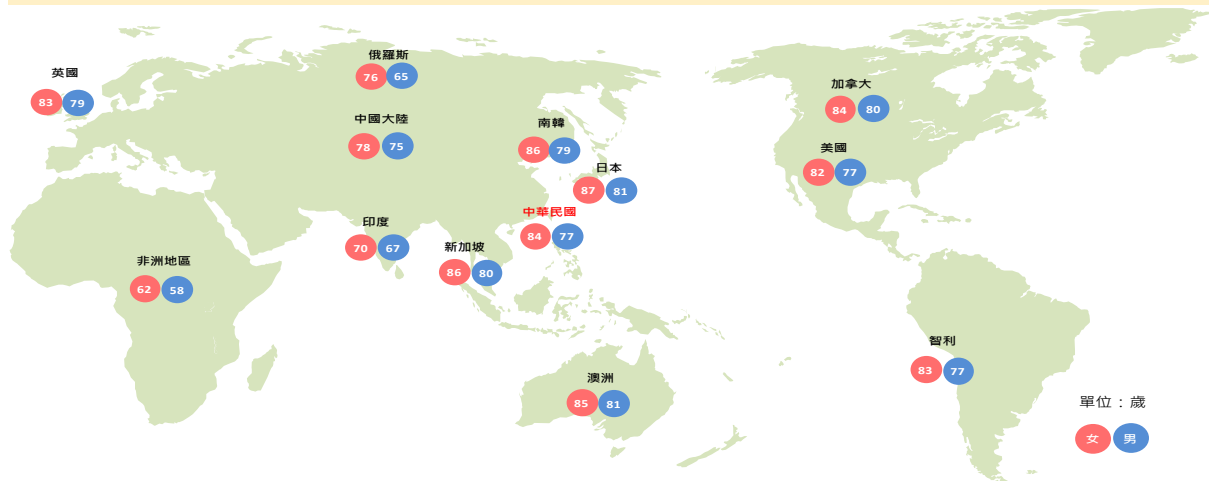 俄羅斯
76 65
英國
83 79
加拿大
84 80
中國大陸
78 75
南韓
86 79
美國
82 77
日本
87 81
中華民國
84 77
印度
70 67
新加坡
86 80
非洲地區
62 58
智利
83 77
澳洲
85 81
單位：歲
女 男